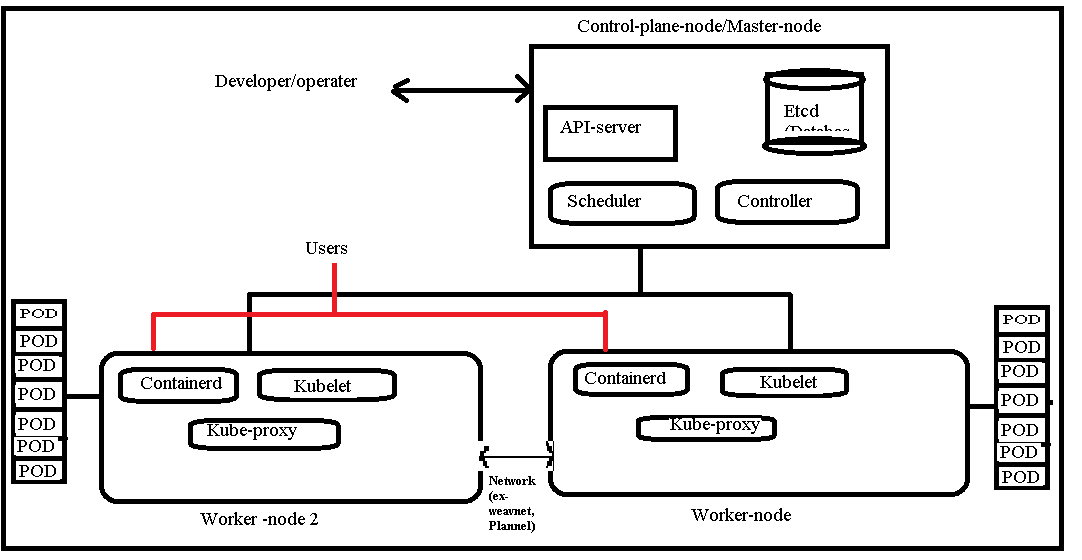 Control-plane-node/Master-node
Developer/operater
API-server
Etcd
Scheduler
Controller
Users
POD
POD
POD
POD
POD
POD
POD
Containerd
Kubelet
Kube-proxy
Worker -node 2
Network
(ex-
weavnet,
Plannel)
Containerd
Kubelet
Kube-proxy
Worker-node
POD
POD
POD
POD
POD
POD
POD